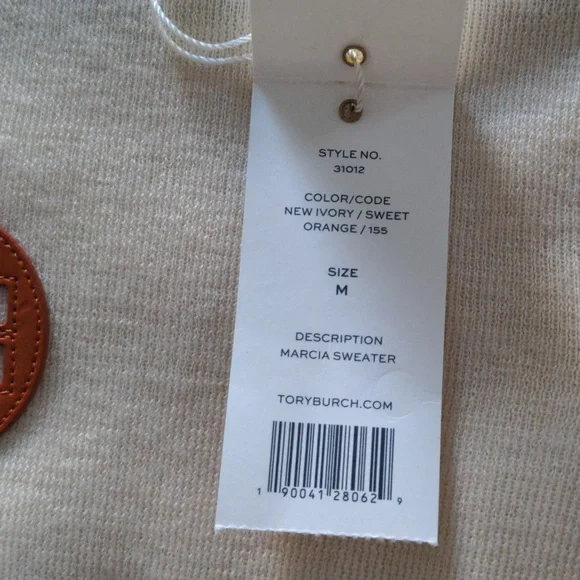 STYLE NO.
31012
COLOR/CODE
NEW IVORY / SWEET
ORANGE / 155
SIZE
M
DESCRIPTION
MARCIA SWEATER
TORYBURCH.COM
1 90041 28062 9